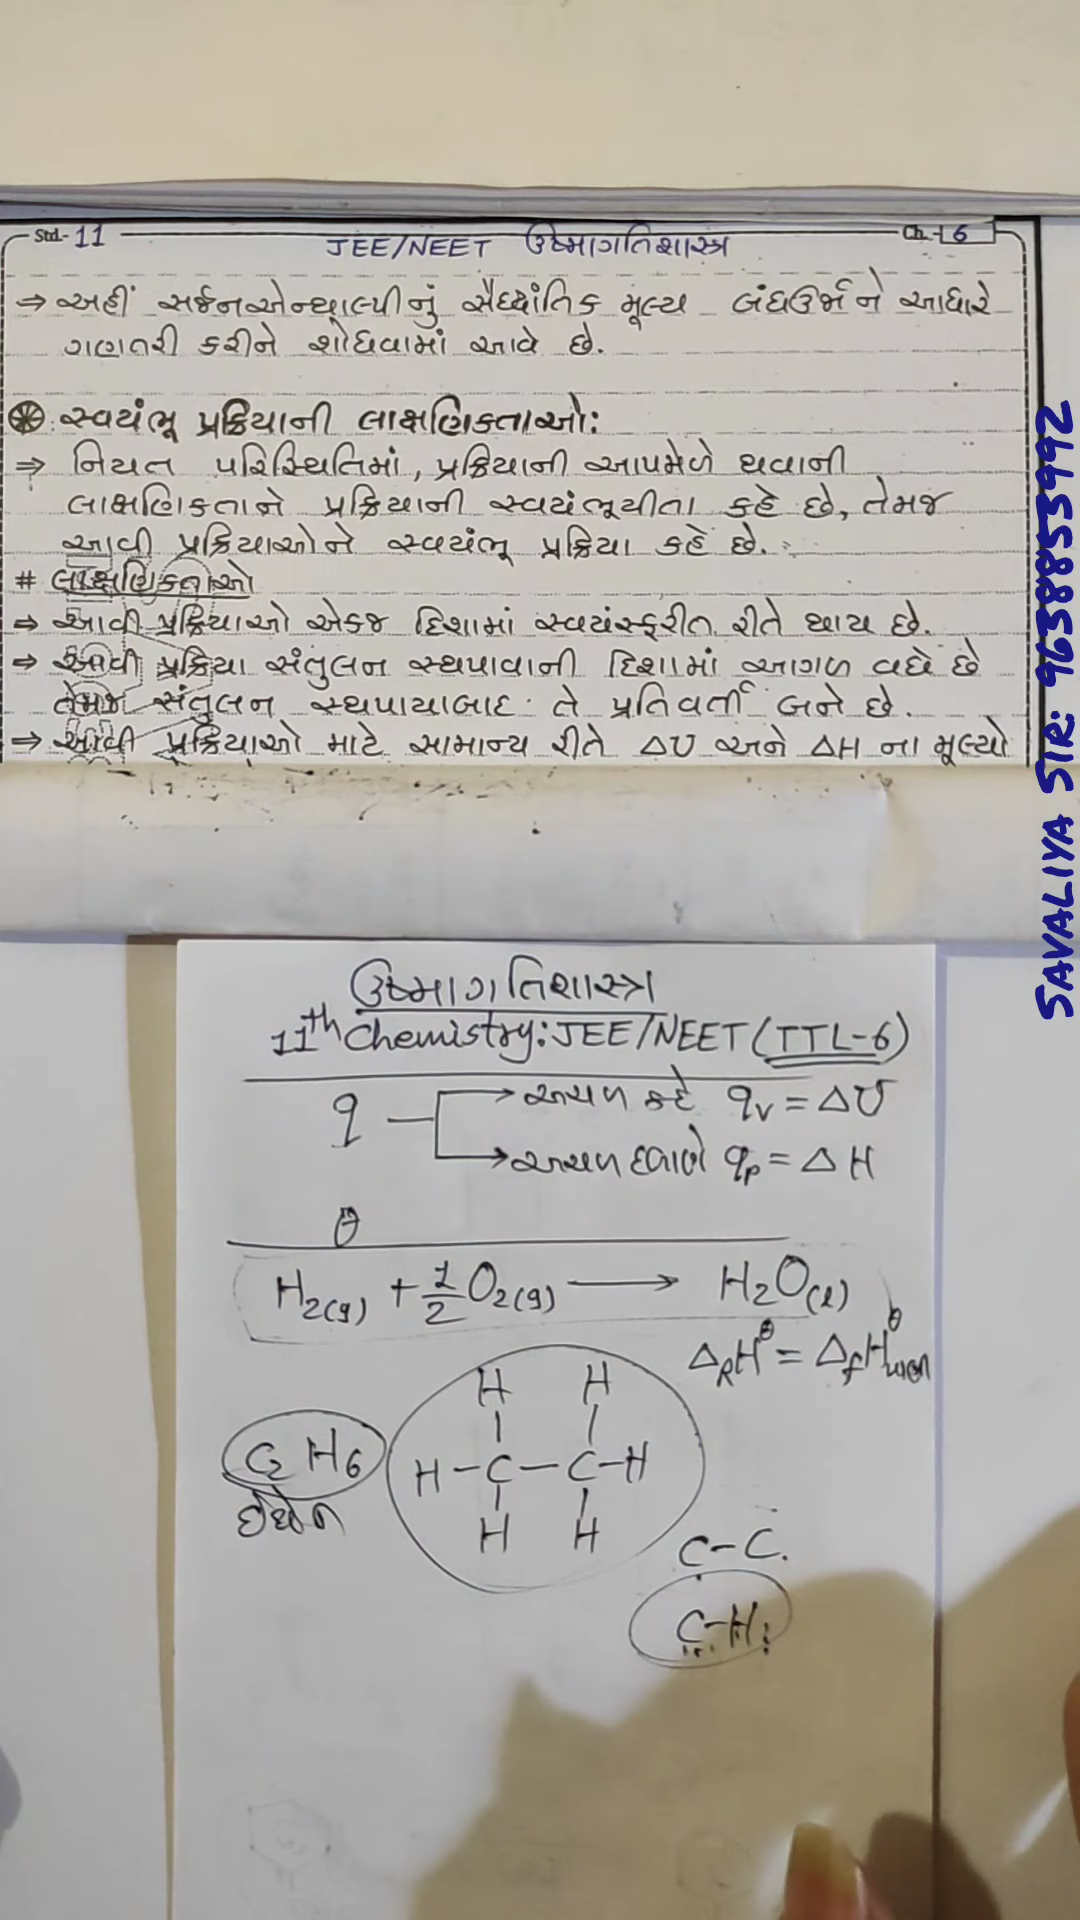 Std- 11
JEE/NEET ઉષ્માગતિશાસ્ત્ર
Ch.- 6
⇒ અહીં સર્જનએન્થાલ્પીનું સૈદ્ધાંતિક મૂલ્ય બંધઉર્જાને આધારે
ગણતરી કરીને શોધવામાં આવે છે.
સ્વયંભૂ પ્રક્રિયાની લાક્ષણિકતાઓ:
⇒ નિયત પરિસ્થિતિમાં, પ્રક્રિયાની આપમેળે થવાની
લાક્ષણિકતાને પ્રક્રિયાની સ્વયંભૂયીતા કહે છે, તેમજ
આવી પ્રક્રિયાઓને સ્વયંભૂ પ્રક્રિયા કહે છે.
# લાક્ષણિકતાઓ
⇒ આવી પ્રક્રિયાઓ એકજ દિશામાં સ્વયંસ્ફુરીત રીતે થાય છે.
⇒ આવી પ્રક્રિયા સંતુલન સ્થપાવાની દિશામાં આગળ વધે છે
તેમજ સંતુલન સ્થપાયાબાદ તે પ્રતિવર્તી બને છે.
⇒ આવી પ્રક્રિયાઓ માટે સામાન્ય રીતે ΔU અને ΔH ના મૂલ્યો
SAVALIYA SIR: 9638853992
ઉષ્માગતિશાસ્ત્ર
11th Chemistry: JEE/NEET (TTL-6)
q → અચળ કદે qv = ΔU
→ અચળ દબાણે qp = ΔH
θ
H2(g) + 1/2 O2(g) → H2O(l)
ΔRHθ = ΔfHθ
H H
C2H6
H-C-C-H
ઈથેન
H H
C-C.
C-H